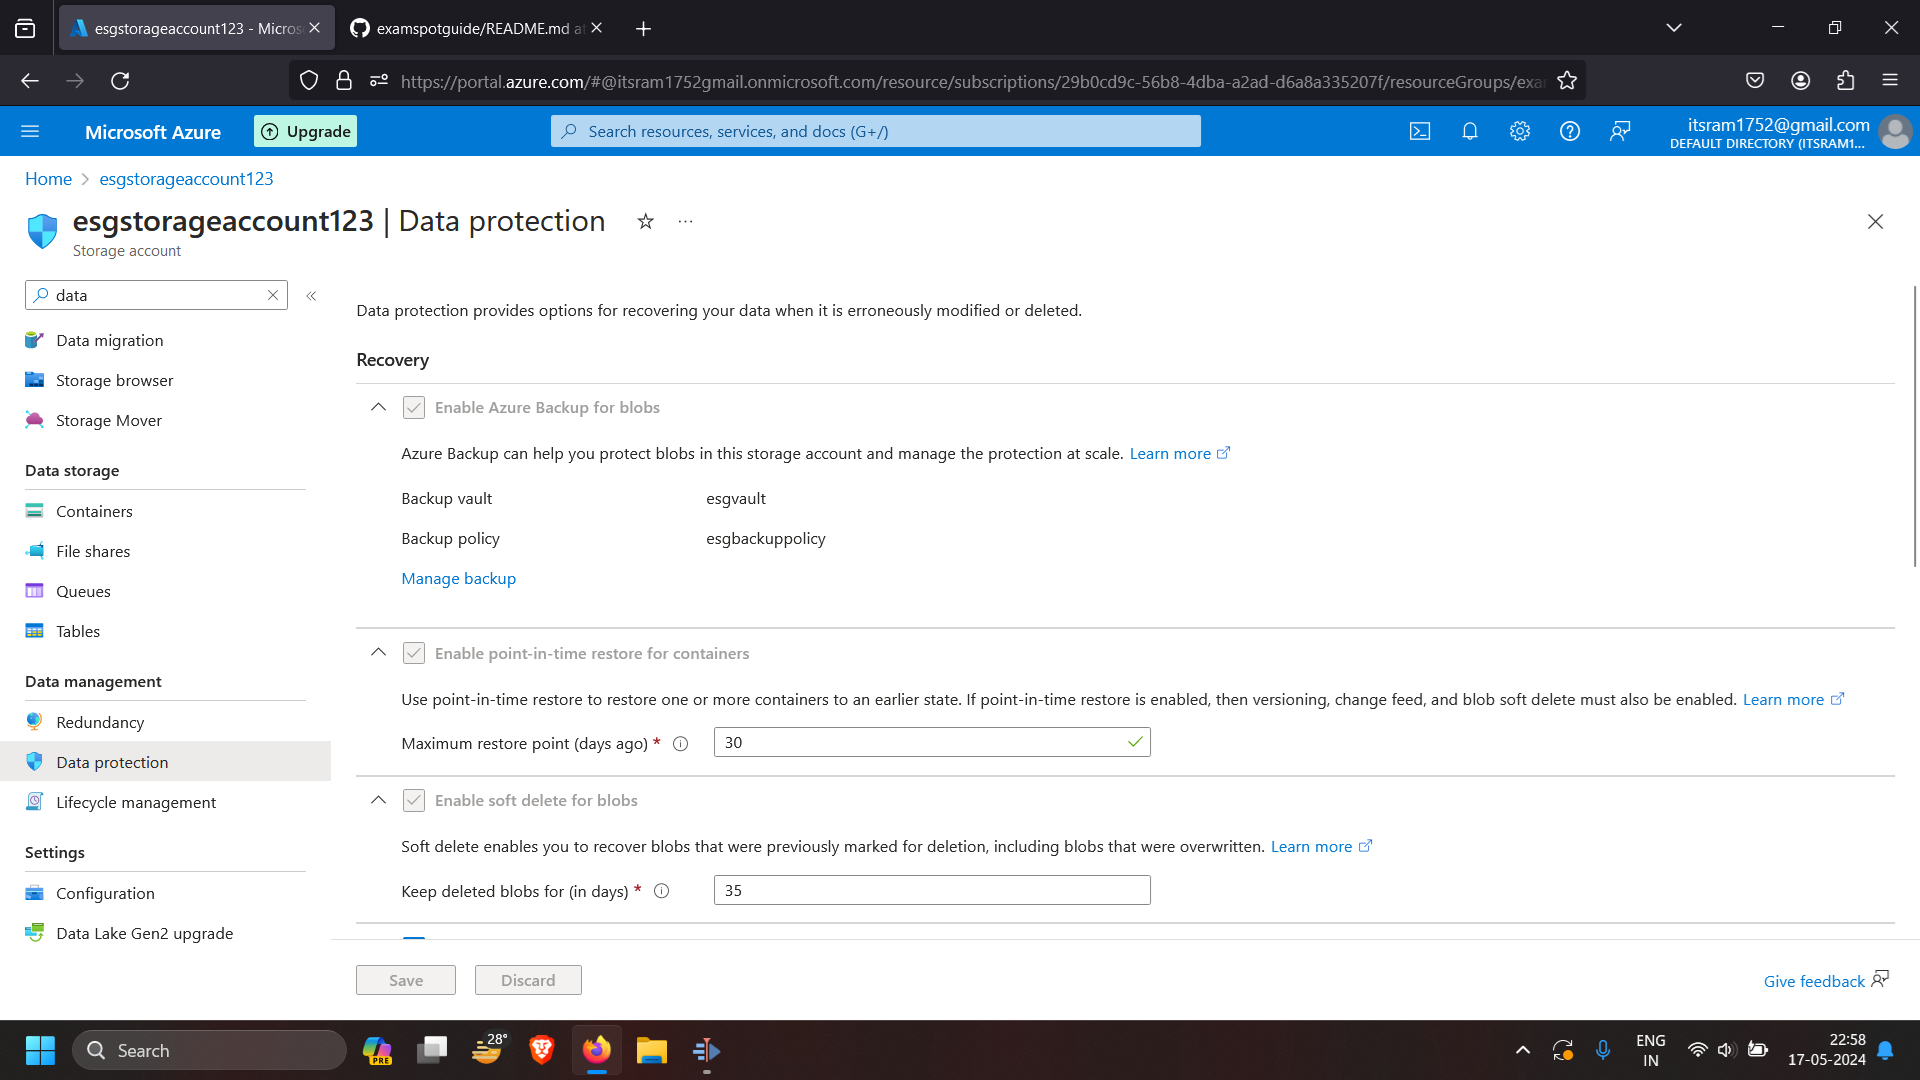 esgstorageaccount123 - Micros
examspotguide/README.md at
https://portal.azure.com/#@itsram1752gmail.onmicrosoft.com/resource/subscriptions/29b0cd9c-56b8-4dba-a2ad-d6a8a335207f/resourceGroups/exa
Microsoft Azure
Upgrade
Search resources, services, and docs (G+/)
itsram1752@gmail.com
DEFAULT DIRECTORY (ITSRAM1...
Home > esgstorageaccount123
esgstorageaccount123 | Data protection
Storage account
data
Data migration
Storage browser
Storage Mover
Data storage
Containers
File shares
Queues
Tables
Data management
Redundancy
Data protection
Lifecycle management
Settings
Configuration
Data Lake Gen2 upgrade
Data protection provides options for recovering your data when it is erroneously modified or deleted.
Recovery
Enable Azure Backup for blobs
Azure Backup can help you protect blobs in this storage account and manage the protection at scale. Learn more
Backup vault esgvault
Backup policy esgbackuppolicy
Manage backup
Enable point-in-time restore for containers
Use point-in-time restore to restore one or more containers to an earlier state. If point-in-time restore is enabled, then versioning, change feed, and blob soft delete must also be enabled. Learn more
Maximum restore point (days ago) * 30
Enable soft delete for blobs
Soft delete enables you to recover blobs that were previously marked for deletion, including blobs that were overwritten. Learn more
Keep deleted blobs for (in days) * 35
Save
Discard
Give feedback
Search
PRE
28°
ENG
IN
22:58
17-05-2024